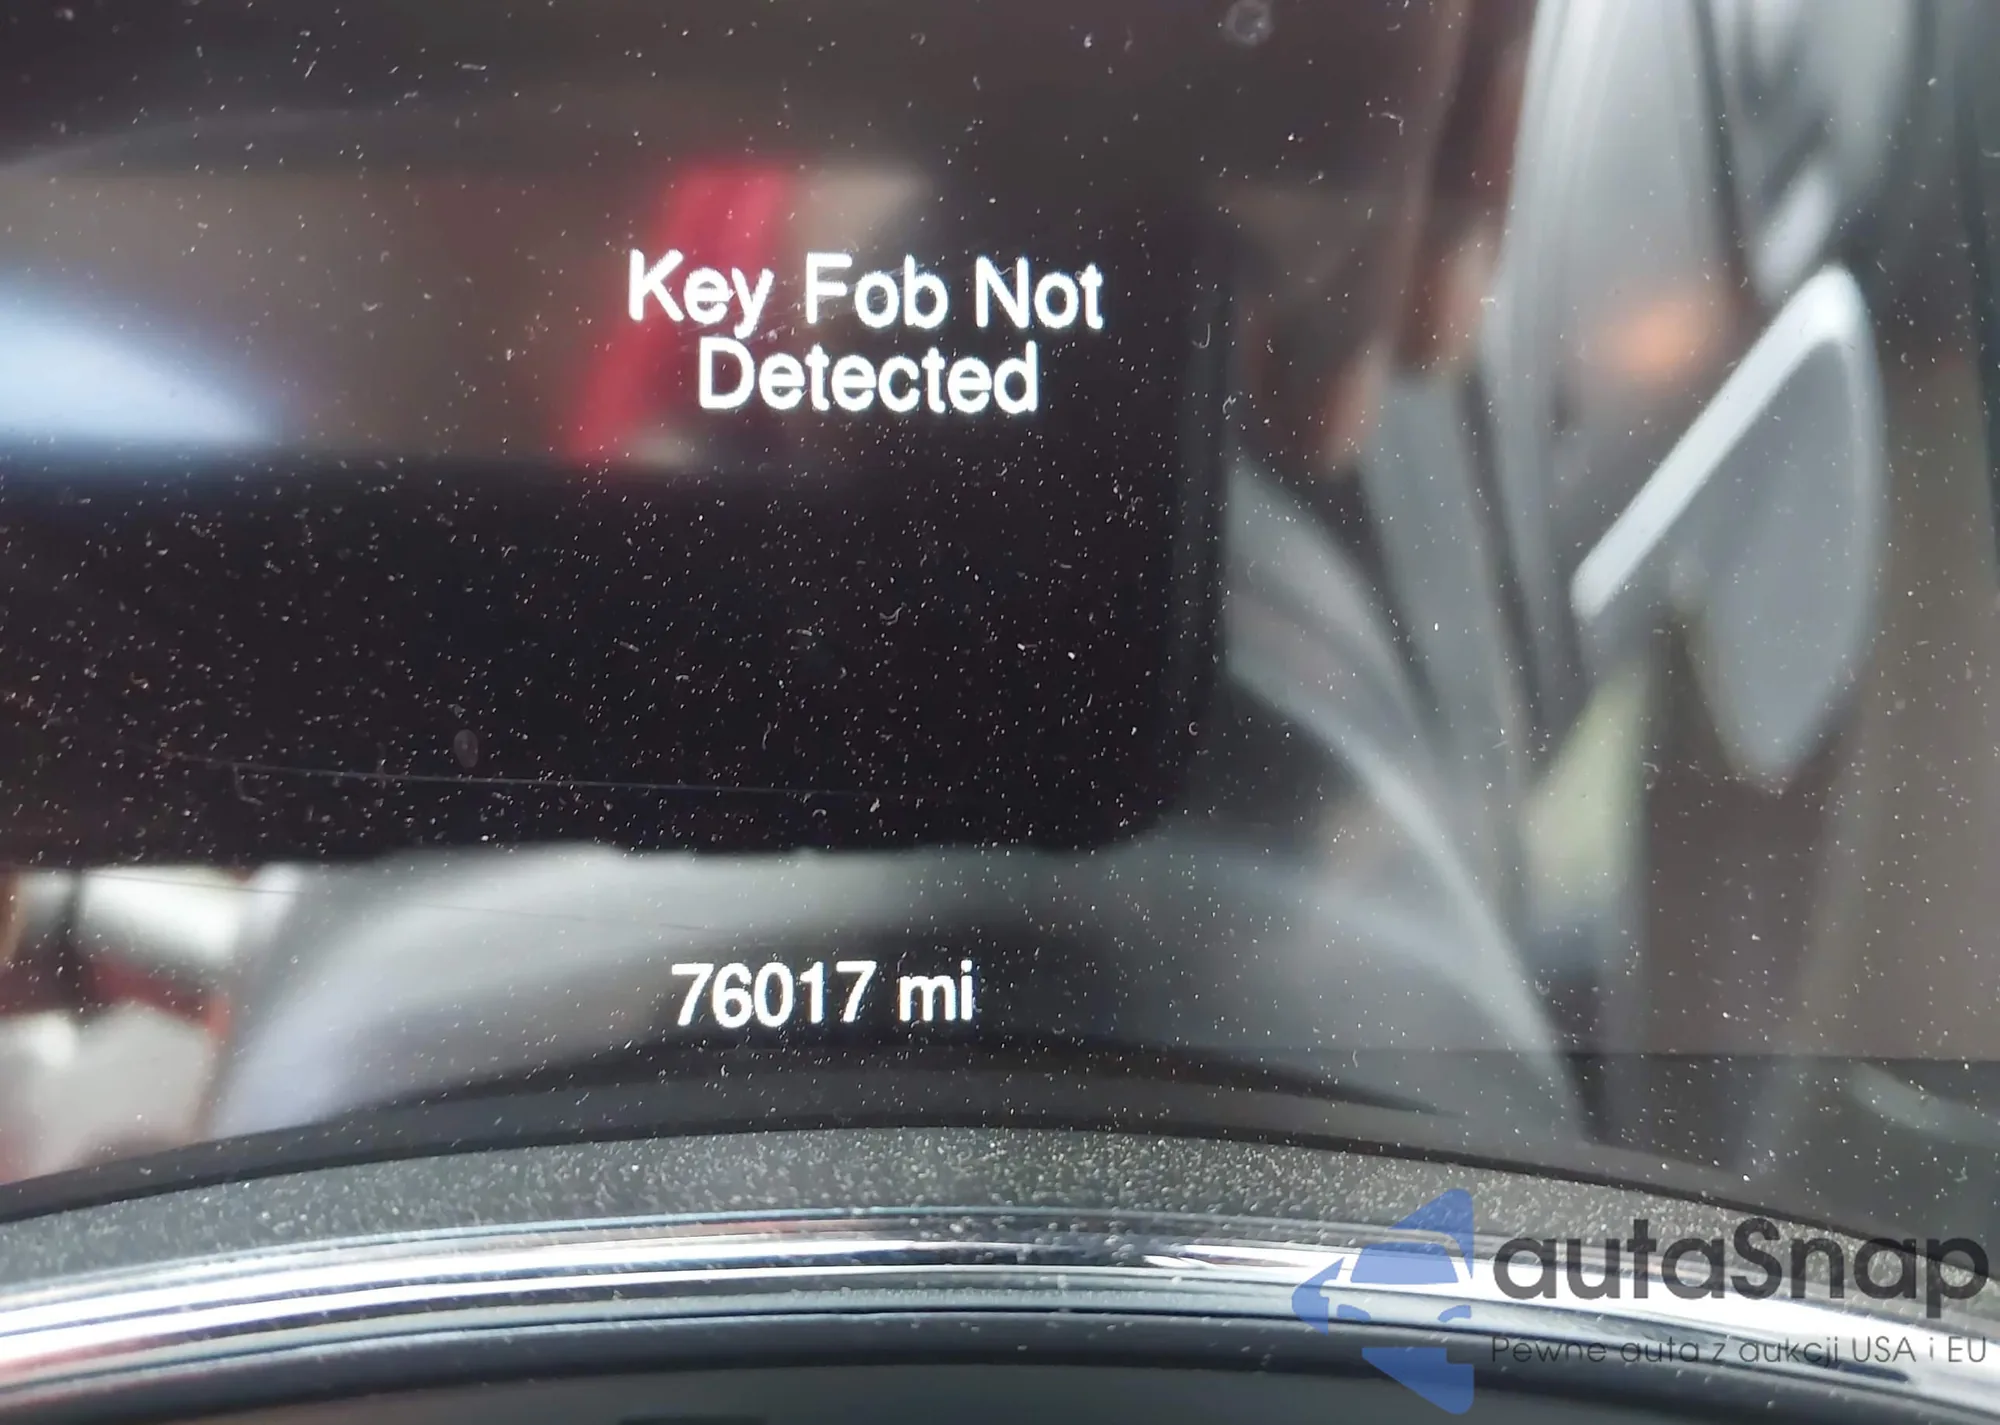 Key Fob Not
Detected
76017 mi
autaSnap
Pewne auta z aukcji USA i EU